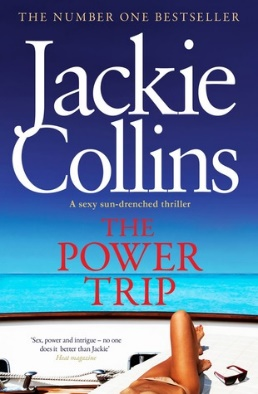 THE NUMBER ONE BESTSELLER
Jackie
Collins
A sexy sun-drenched thriller
THE
POWER
TRIP
'Sex, power and intrigue – no one
does it better than Jackie'
Heat magazine